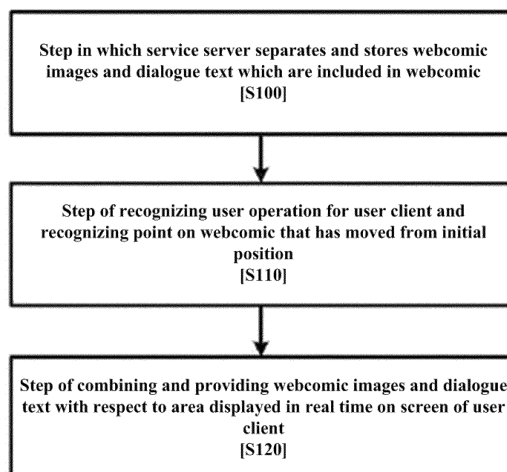 Step in which service server separates and stores webcomic
images and dialogue text which are included in webcomic
[S100]
Step of recognizing user operation for user client and
recognizing point on webcomic that has moved from initial
position
[S110]
Step of combining and providing webcomic images and dialogue
text with respect to area displayed in real time on screen of user
client
[S120]